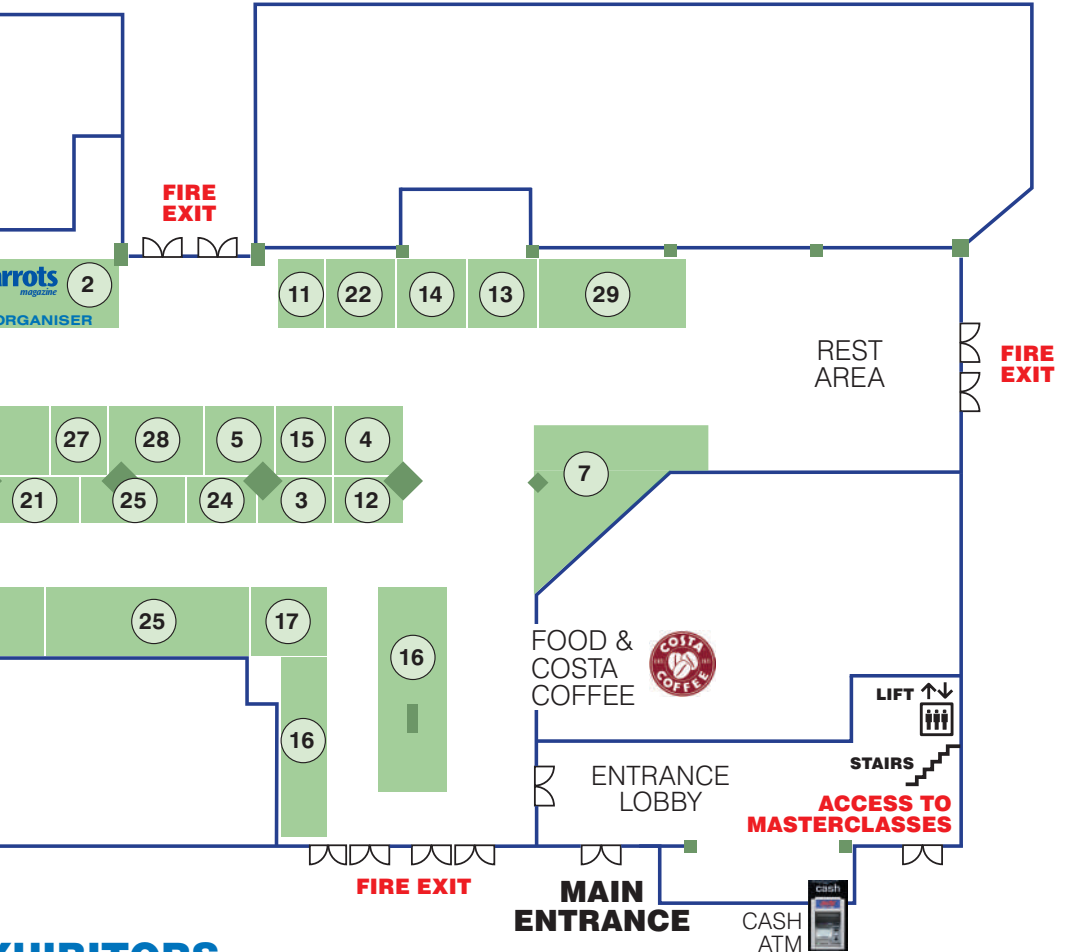 FIRE
EXIT
arrots
magazine
2
ORGANISER
11
22
14
13
29
REST
AREA
FIRE
EXIT
27
28
5
15
4
7
21
25
24
3
12
25
17
16
FOOD &
COSTA
COFFEE
COSTA
COFFEE
LIFT
16
STAIRS
ENTRANCE
LOBBY
ACCESS TO
MASTERCLASSES
FIRE EXIT
MAIN
ENTRANCE
cash
CASH
ATM
XHIBITORS